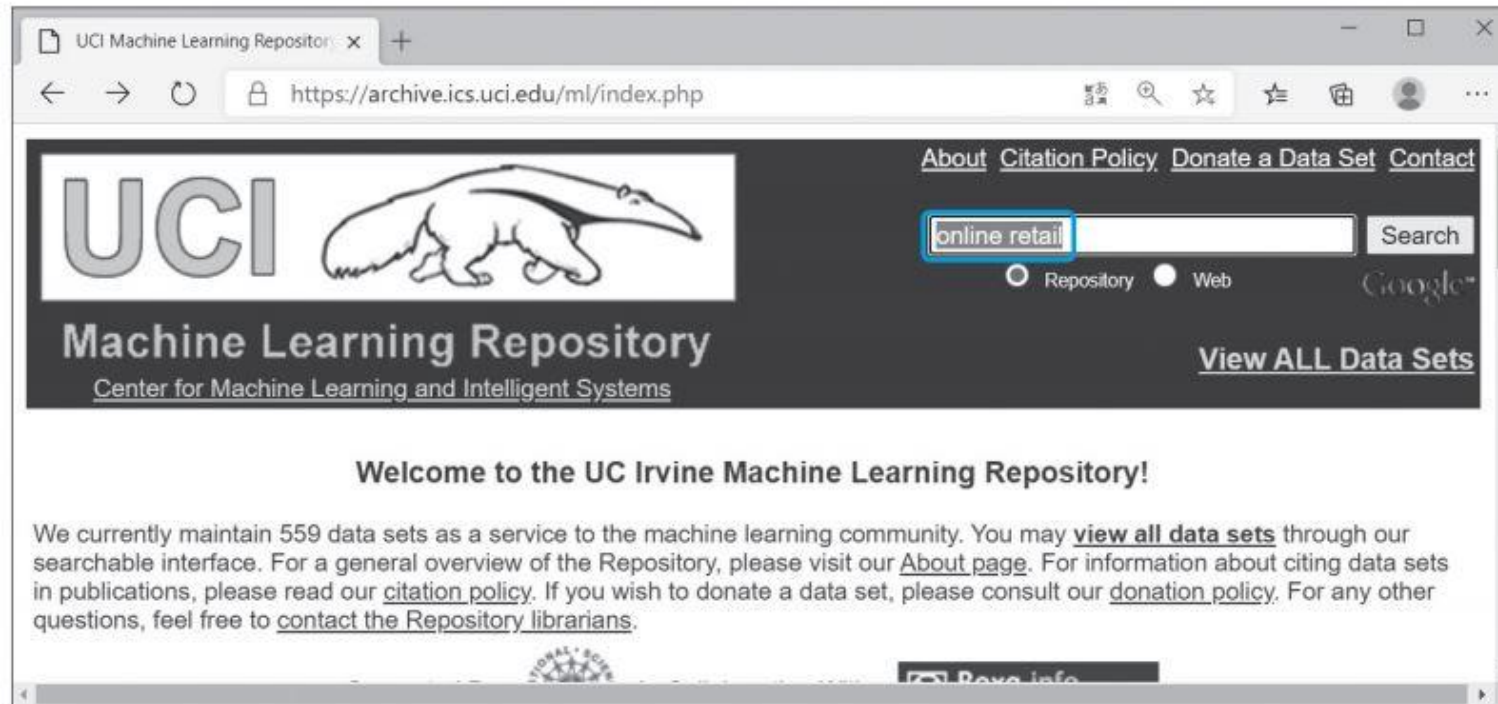 UCI Machine Learning Repository
https://archive.ics.uci.edu/ml/index.php
About Citation Policy Donate a Data Set Contact
UCI
online retail
Search
Repository Web
Google
Machine Learning Repository
View ALL Data Sets
Center for Machine Learning and Intelligent Systems
Welcome to the UC Irvine Machine Learning Repository!
We currently maintain 559 data sets as a service to the machine learning community. You may view all data sets through our
searchable interface. For a general overview of the Repository, please visit our About page. For information about citing data sets
in publications, please read our citation policy. If you wish to donate a data set, please consult our donation policy. For any other
questions, feel free to contact the Repository librarians.